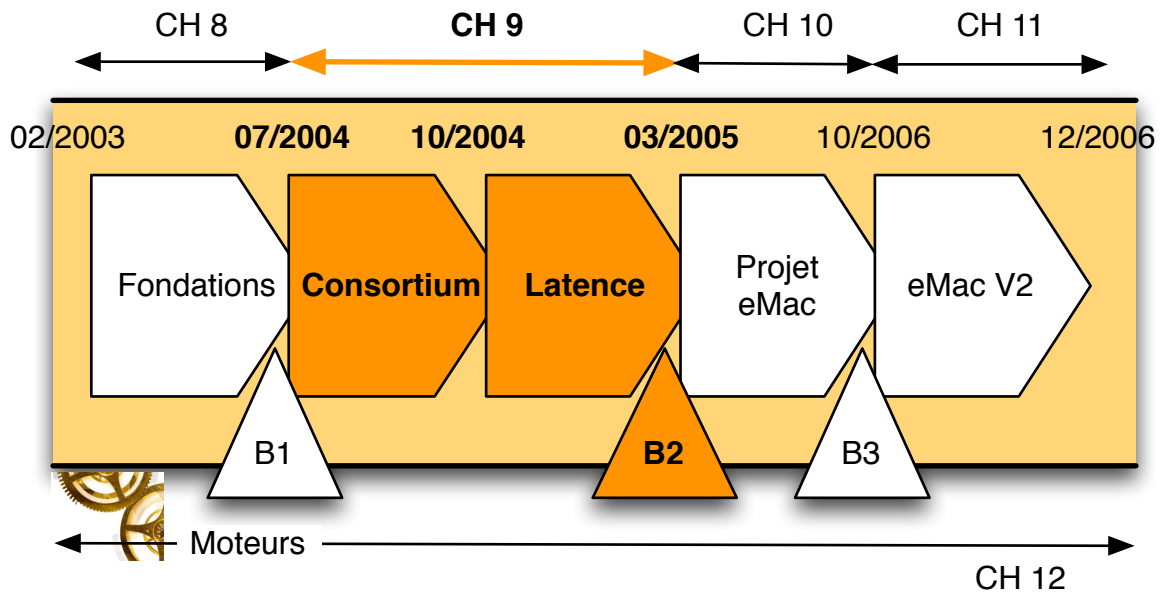 CH 8
CH 9
CH 10
CH 11
02/2003
07/2004
10/2004
03/2005
10/2006
12/2006
Fondations
Consortium
Latence
Projet
eMac
eMac V2
B1
B2
B3
Moteurs
CH 12